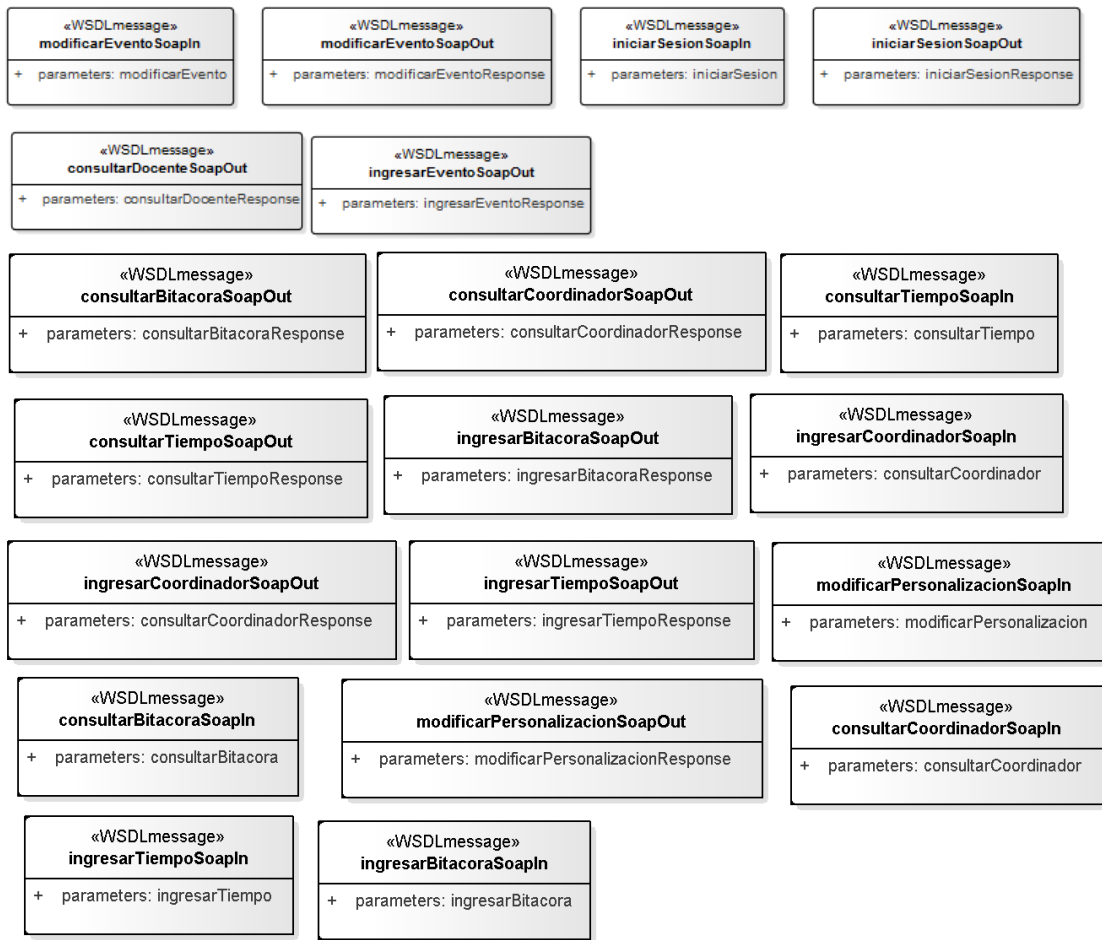 «WSDLmessage»
modificarEventoSoapIn
+ parameters: modificarEvento
«WSDLmessage»
modificarEventoSoapOut
+ parameters: modificarEventoResponse
«WSDLmessage»
iniciarSesionSoapIn
+ parameters: iniciarSesion
«WSDLmessage»
iniciarSesionSoapOut
+ parameters: iniciarSesionResponse
«WSDLmessage»
consultarDocenteSoapOut
+ parameters: consultarDocenteResponse
«WSDLmessage»
ingresarEventoSoapOut
+ parameters: ingresarEventoResponse
«WSDLmessage»
consultarBitacoraSoapOut
+ parameters: consultarBitacoraResponse
«WSDLmessage»
consultarCoordinadorSoapOut
+ parameters: consultarCoordinadorResponse
«WSDLmessage»
consultarTiempoSoapIn
+ parameters: consultarTiempo
«WSDLmessage»
consultarTiempoSoapOut
+ parameters: consultarTiempoResponse
«WSDLmessage»
ingresarBitacoraSoapOut
+ parameters: ingresarBitacoraResponse
«WSDLmessage»
ingresarCoordinadorSoapIn
+ parameters: consultarCoordinador
«WSDLmessage»
ingresarCoordinadorSoapOut
+ parameters: consultarCoordinadorResponse
«WSDLmessage»
ingresarTiempoSoapOut
+ parameters: ingresarTiempoResponse
«WSDLmessage»
modificarPersonalizacionSoapIn
+ parameters: modificarPersonalizacion
«WSDLmessage»
consultarBitacoraSoapIn
+ parameters: consultarBitacora
«WSDLmessage»
modificarPersonalizacionSoapOut
+ parameters: modificarPersonalizacionResponse
«WSDLmessage»
consultarCoordinadorSoapIn
+ parameters: consultarCoordinador
«WSDLmessage»
ingresarTiempoSoapIn
+ parameters: ingresarTiempo
«WSDLmessage»
ingresarBitacoraSoapIn
+ parameters: ingresarBitacora